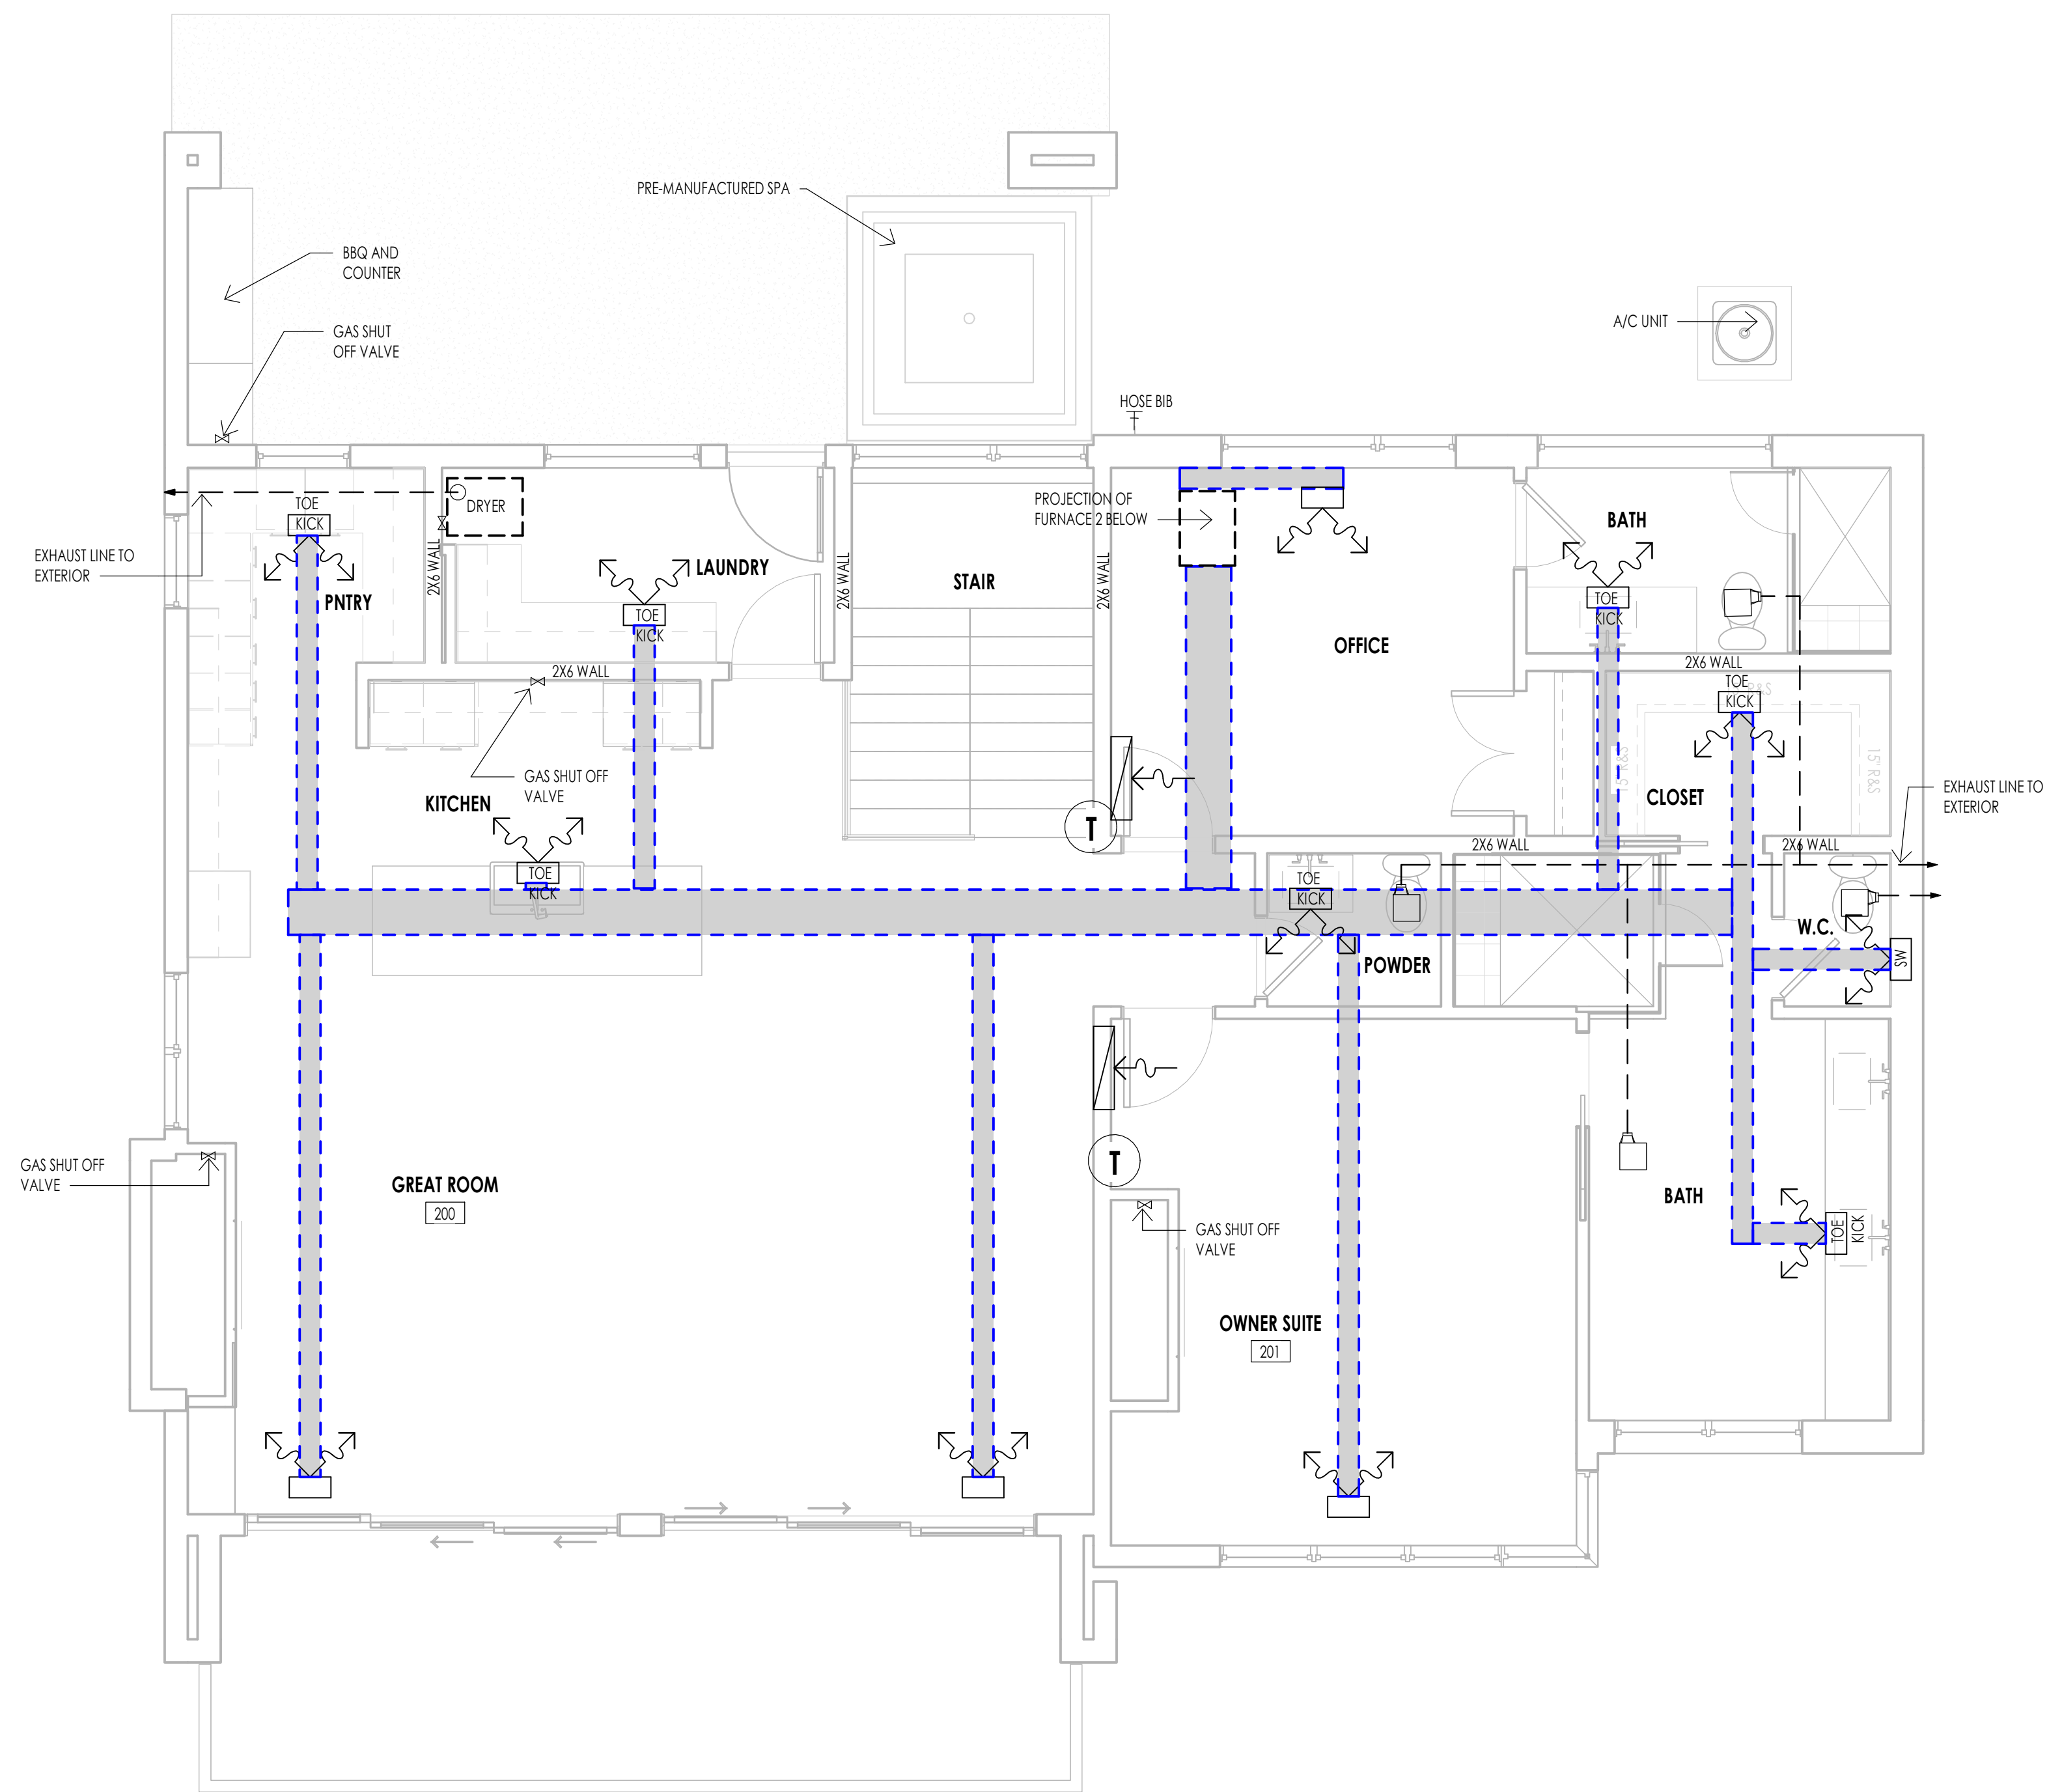 PRE-MANUFACTURED SPA
BBQ AND
COUNTER
GAS SHUT
OFF VALVE
A/C UNIT
HOSE BIB
EXHAUST LINE TO
EXTERIOR
TOE
KICK
PNTRY
2X6 WALL
DRYER
LAUNDRY
TOE
KICK
2X6 WALL
2X6 WALL
STAIR
2X6 WALL
PROJECTION OF
FURNACE 2 BELOW
OFFICE
BATH
TOE
KICK
2X6 WALL
TOE
KICK
R&S
15" R&S
15" R&S
CLOSET
GAS SHUT OFF
VALVE
KITCHEN
TOE
KICK
T
2X6 WALL
2X6 WALL
EXHAUST LINE TO
EXTERIOR
TOE
KICK
POWDER
W.C.
SW
T
GAS SHUT OFF
VALVE
GREAT ROOM
200
GAS SHUT OFF
VALVE
BATH
TOE
KICK
OWNER SUITE
201